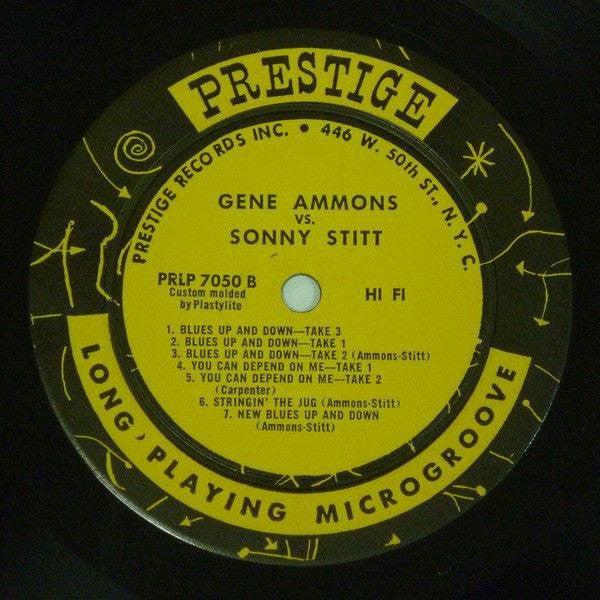 PRESTIGE
PRESTIGE RECORDS INC. • 446 W. 50th ST., N.Y.C.
GENE AMMONS
VS.
SONNY STITT
PRLP 7050 B
Custom molded
by Plastylite
HI FI
1. BLUES UP AND DOWN—TAKE 3
2. BLUES UP AND DOWN—TAKE 1
3. BLUES UP AND DOWN—TAKE 2 (Ammons-Stitt)
4. YOU CAN DEPEND ON ME—TAKE 1
5. YOU CAN DEPEND ON ME—TAKE 2
(Carpenter)
6. STRINGIN' THE JUG (Ammons-Stitt)
7. NEW BLUES UP AND DOWN
(Ammons-Stitt)
LONG PLAYING MICROGROOVE